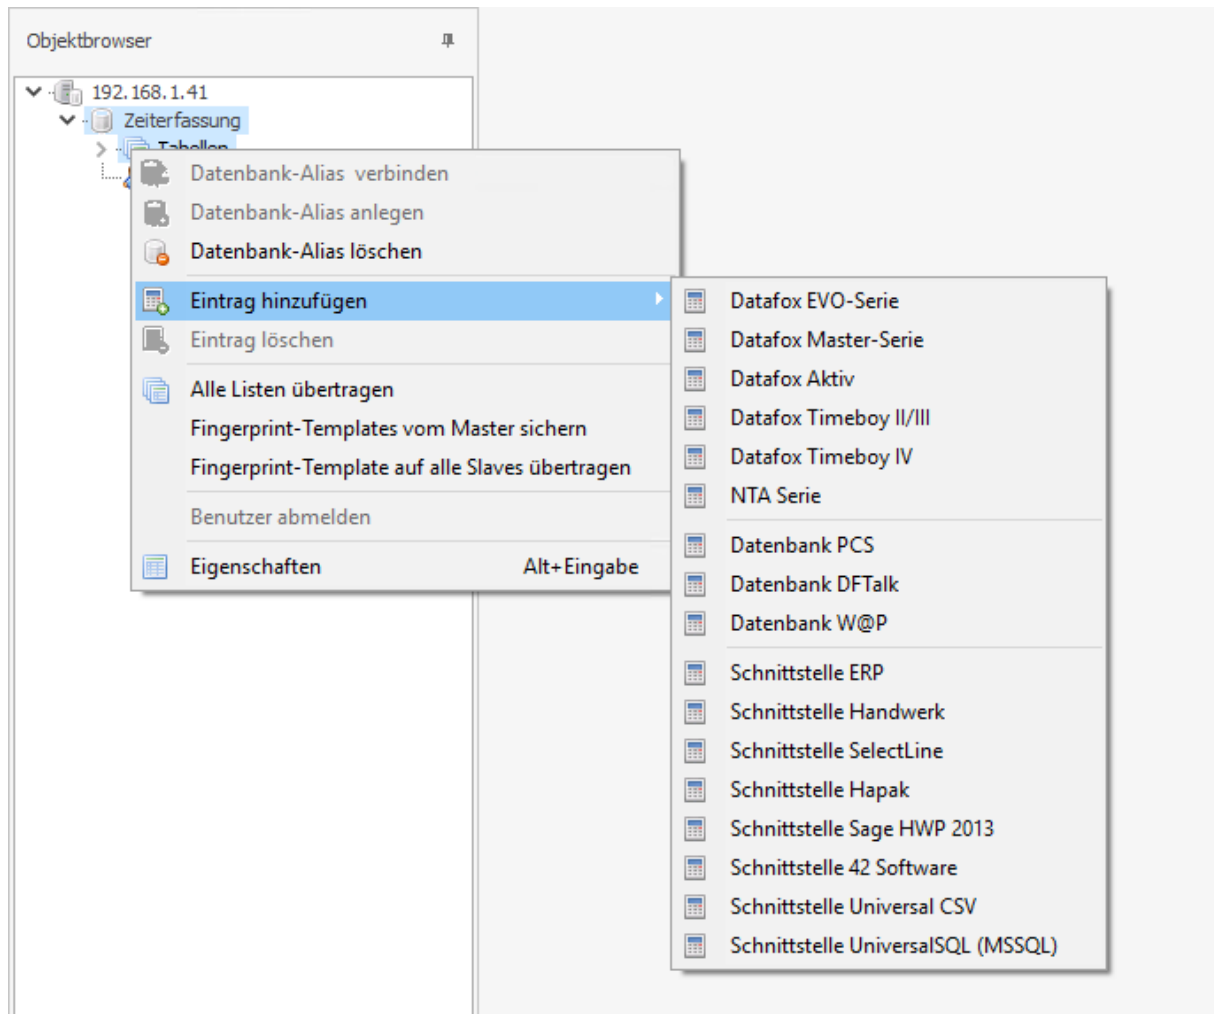 Objektbrowser
192.168.1.41
Zeiterfassung
Tabellen
Datenbank-Alias verbinden
Datenbank-Alias anlegen
Datenbank-Alias löschen
Eintrag hinzufügen
Eintrag löschen
Alle Listen übertragen
Fingerprint-Templates vom Master sichern
Fingerprint-Template auf alle Slaves übertragen
Benutzer abmelden
Eigenschaften Alt+Eingabe
Datafox EVO-Serie
Datafox Master-Serie
Datafox Aktiv
Datafox Timeboy II/III
Datafox Timeboy IV
NTA Serie
Datenbank PCS
Datenbank DFTalk
Datenbank W@P
Schnittstelle ERP
Schnittstelle Handwerk
Schnittstelle SelectLine
Schnittstelle Hapak
Schnittstelle Sage HWP 2013
Schnittstelle 42 Software
Schnittstelle Universal CSV
Schnittstelle UniversalSQL (MSSQL)